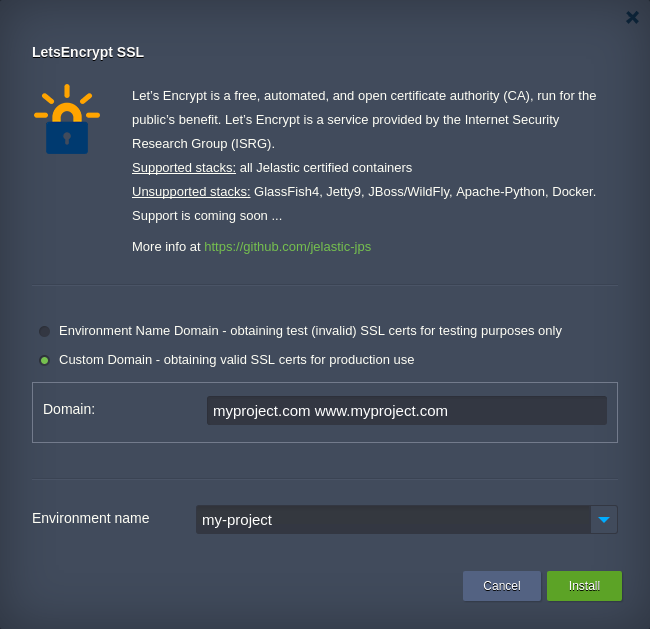 LetsEncrypt SSL
Let's Encrypt is a free, automated, and open certificate authority (CA), run for the
public's benefit. Let's Encrypt is a service provided by the Internet Security
Research Group (ISRG).
Supported stacks: all Jelastic certified containers
Unsupported stacks: GlassFish4, Jetty9, JBoss/WildFly, Apache-Python, Docker.
Support is coming soon ...
More info at https://github.com/jelastic-jps
Environment Name Domain - obtaining test (invalid) SSL certs for testing purposes only
Custom Domain - obtaining valid SSL certs for production use
Domain: myproject.com www.myproject.com
Environment name my-project
Cancel Install